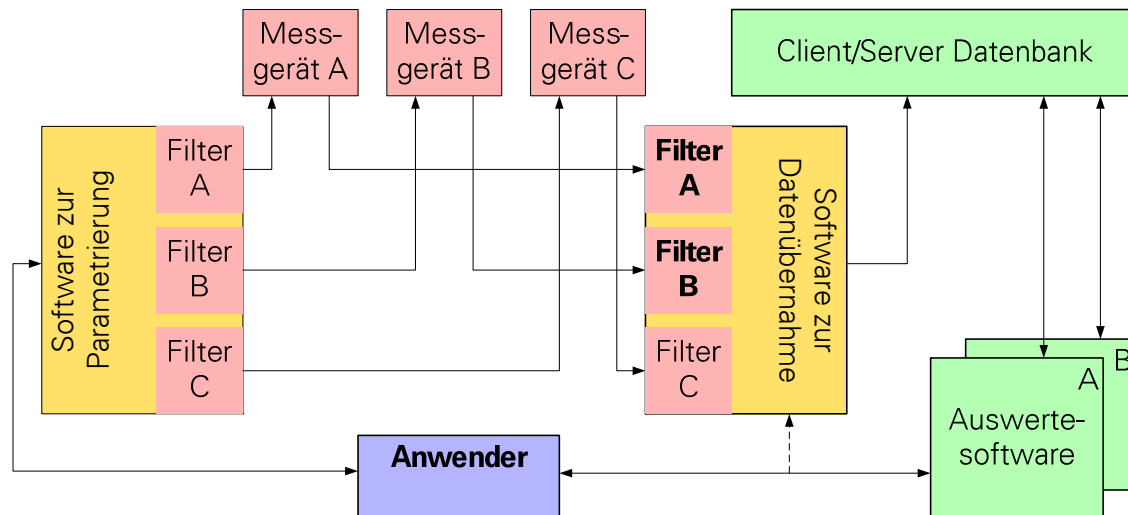 Mess-
gerät A
Mess-
gerät B
Mess-
gerät C
Client/Server Datenbank
Software zur
Parametrierung
Filter
A
Filter
B
Filter
C
Filter
A
Filter
B
Filter
C
Software zur
Datenübernahme
B
A
Auswerte-
software
Anwender